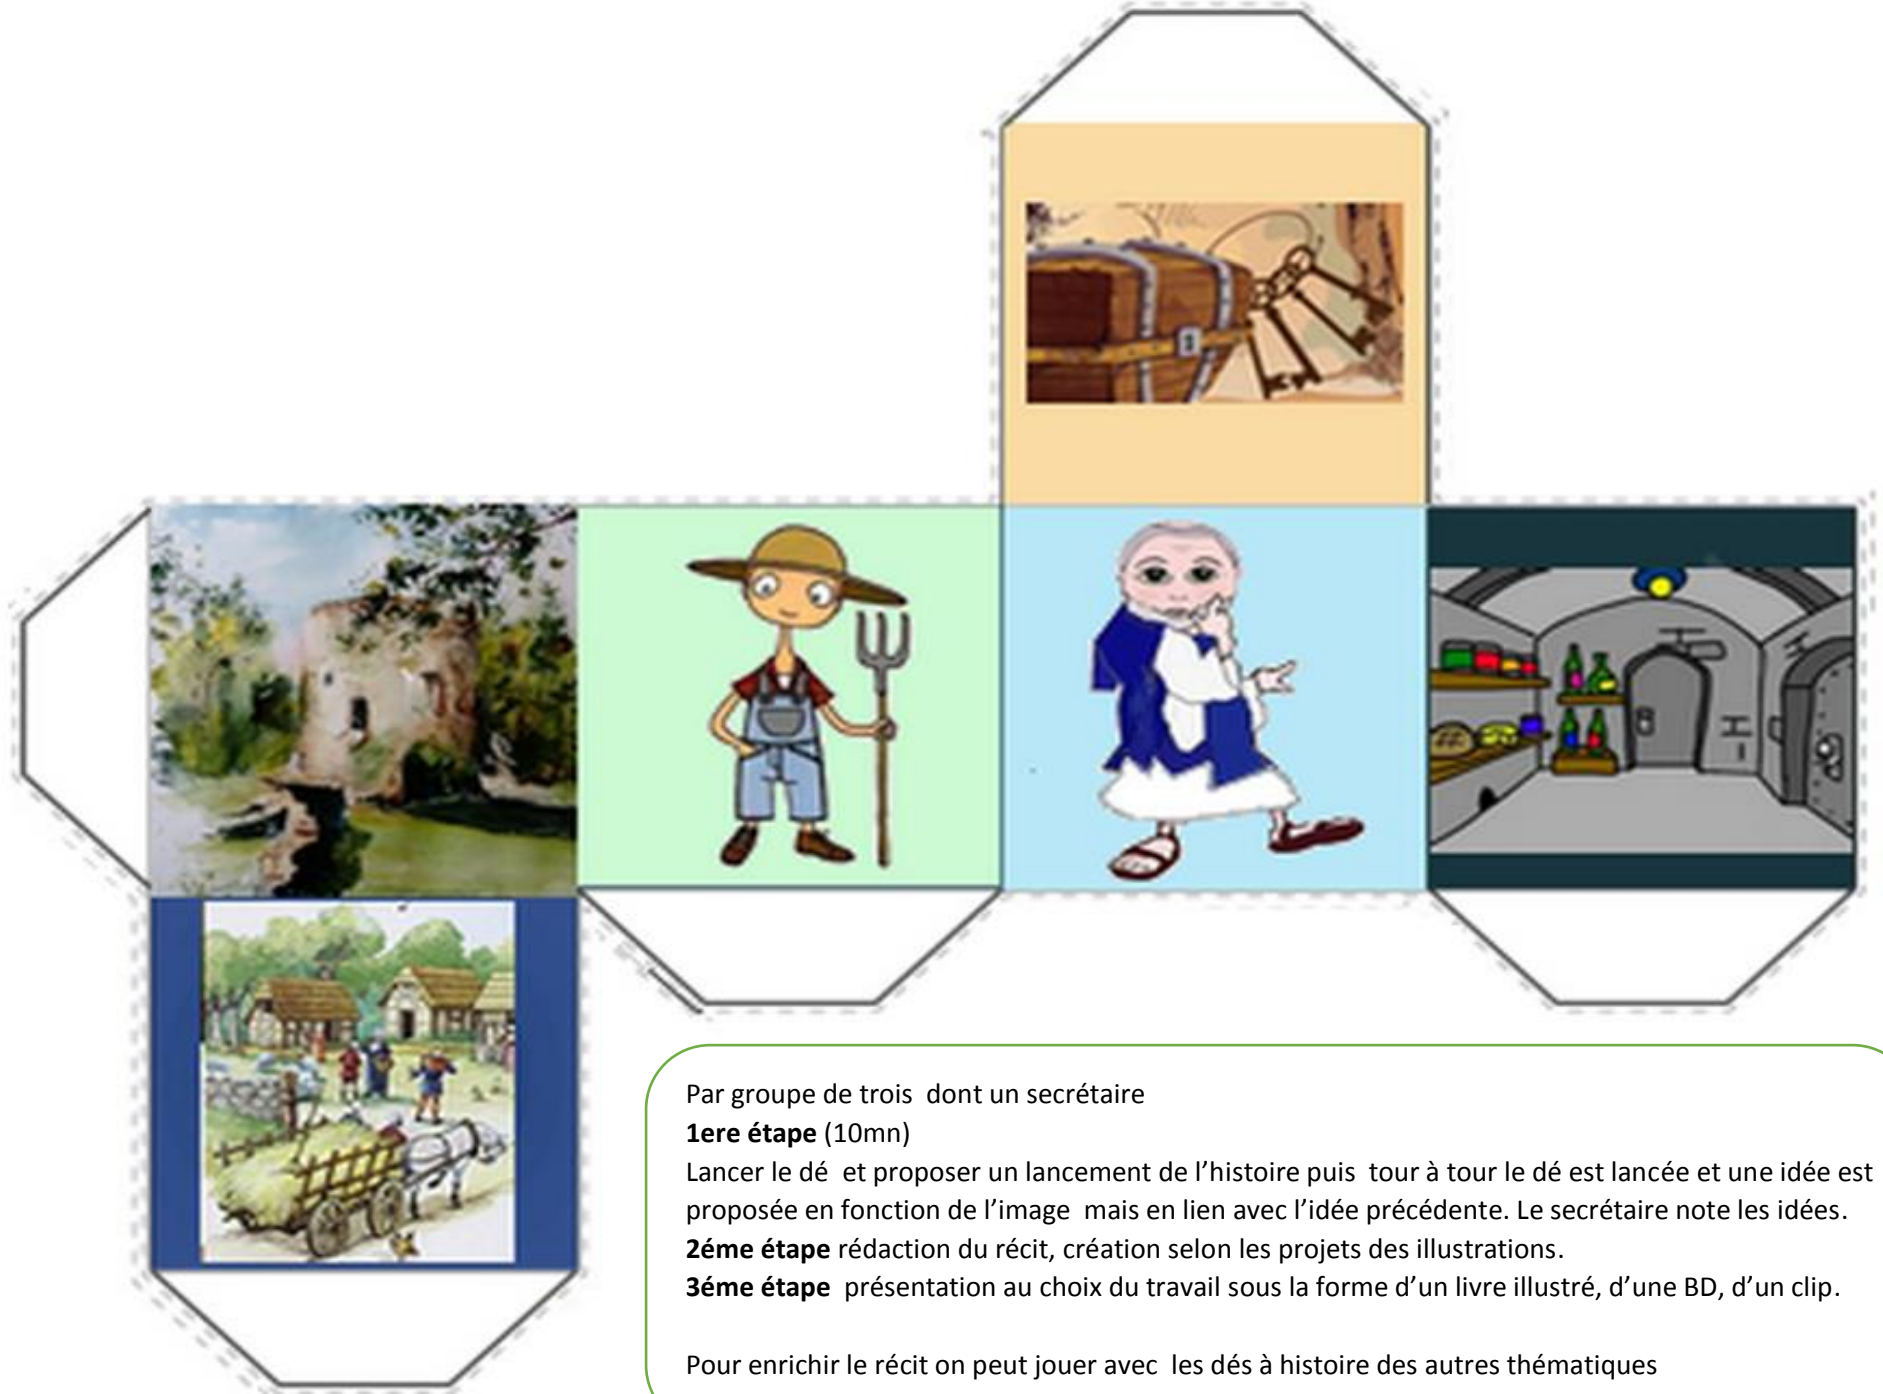 Par groupe de trois  dont un secrétaire
1ere étape (10mn)
Lancer le dé  et proposer un lancement de l’histoire puis  tour à tour le dé est lancée et une idée est
proposée en fonction de l’image  mais en lien avec l’idée précédente. Le secrétaire note les idées.
2éme étape rédaction du récit, création selon les projets des illustrations.
3éme étape  présentation au choix du travail sous la forme d’un livre illustré, d’une BD, d’un clip.
Pour enrichir le récit on peut jouer avec  les dés à histoire des autres thématiques